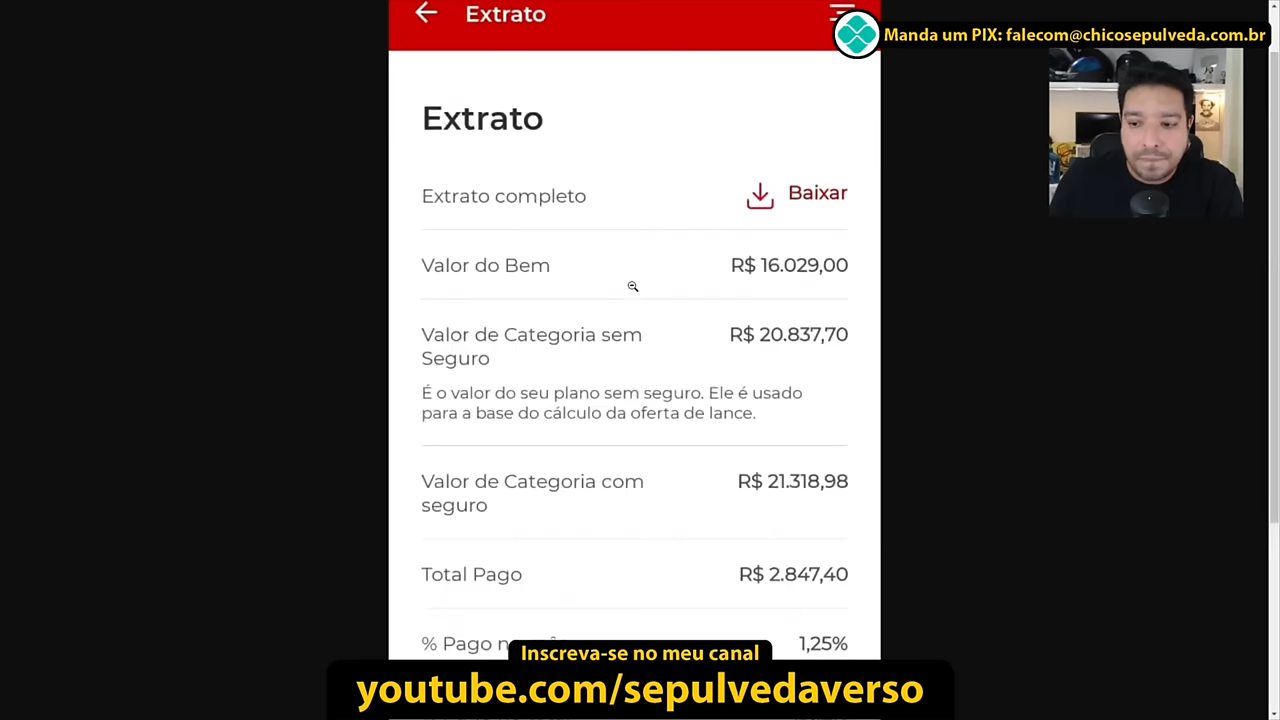 Extrato
Manda um PIX: falecom@chicosepulveda.com.br
Extrato
Extrato completo
Baixar
Valor do Bem
R$ 16.029,00
Valor de Categoria sem
Seguro
R$ 20.837,70
É o valor do seu plano sem seguro. Ele é usado
para a base do cálculo da oferta de lance.
Valor de Categoria com
seguro
R$ 21.318,98
Total Pago
R$ 2.847,40
% Pago
1,25%
Inscreva-se no meu canal
youtube.com/sepulvedaverso